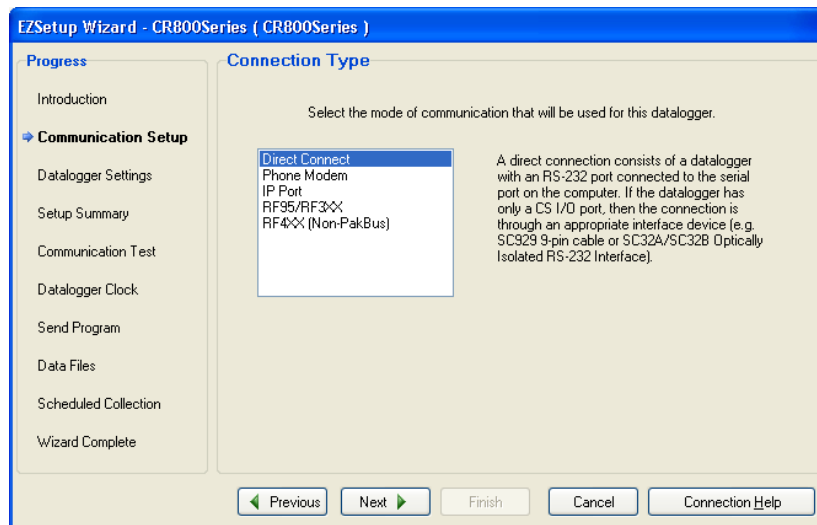 EZSetup Wizard - CR800Series ( CR800Series )
Progress
Introduction
Communication Setup
Datalogger Settings
Setup Summary
Communication Test
Datalogger Clock
Send Program
Data Files
Scheduled Collection
Wizard Complete
Connection Type
Select the mode of communication that will be used for this datalogger.
Direct Connect
Phone Modem
IP Port
RF95/RF3XX
RF4XX (Non-PakBus)
A direct connection consists of a datalogger
with an RS-232 port connected to the serial
port on the computer. If the datalogger has
only a CS I/O port, then the connection is
through an appropriate interface device (e.g.
SC929 9-pin cable or SC32A/SC32B Optically
Isolated RS-232 Interface).
Previous
Next
Finish
Cancel
Connection Help